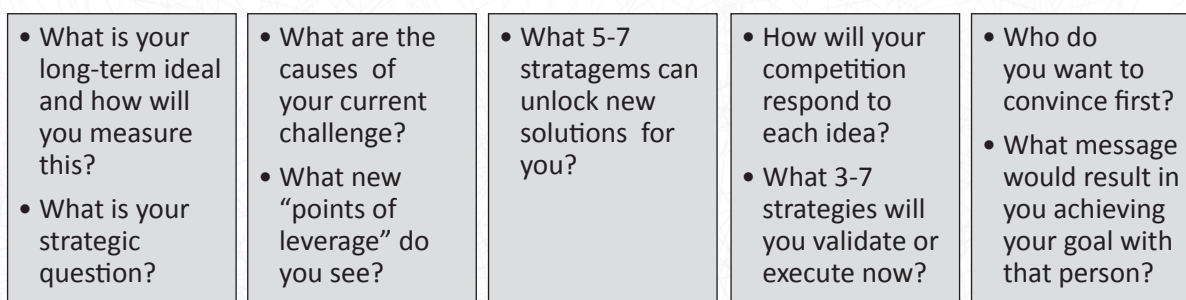 • What is your
long-term ideal
and how will
you measure
this?
• What is your
strategic
question?
• What are the
causes of
your current
challenge?
• What new
“points of
leverage” do
you see?
• What 5-7
stratagems can
unlock new
solutions for
you?
• How will your
competition
respond to
each idea?
• What 3-7
strategies will
you validate or
execute now?
• Who do
you want to
convince first?
• What message
would result in
you achieving
your goal with
that person?